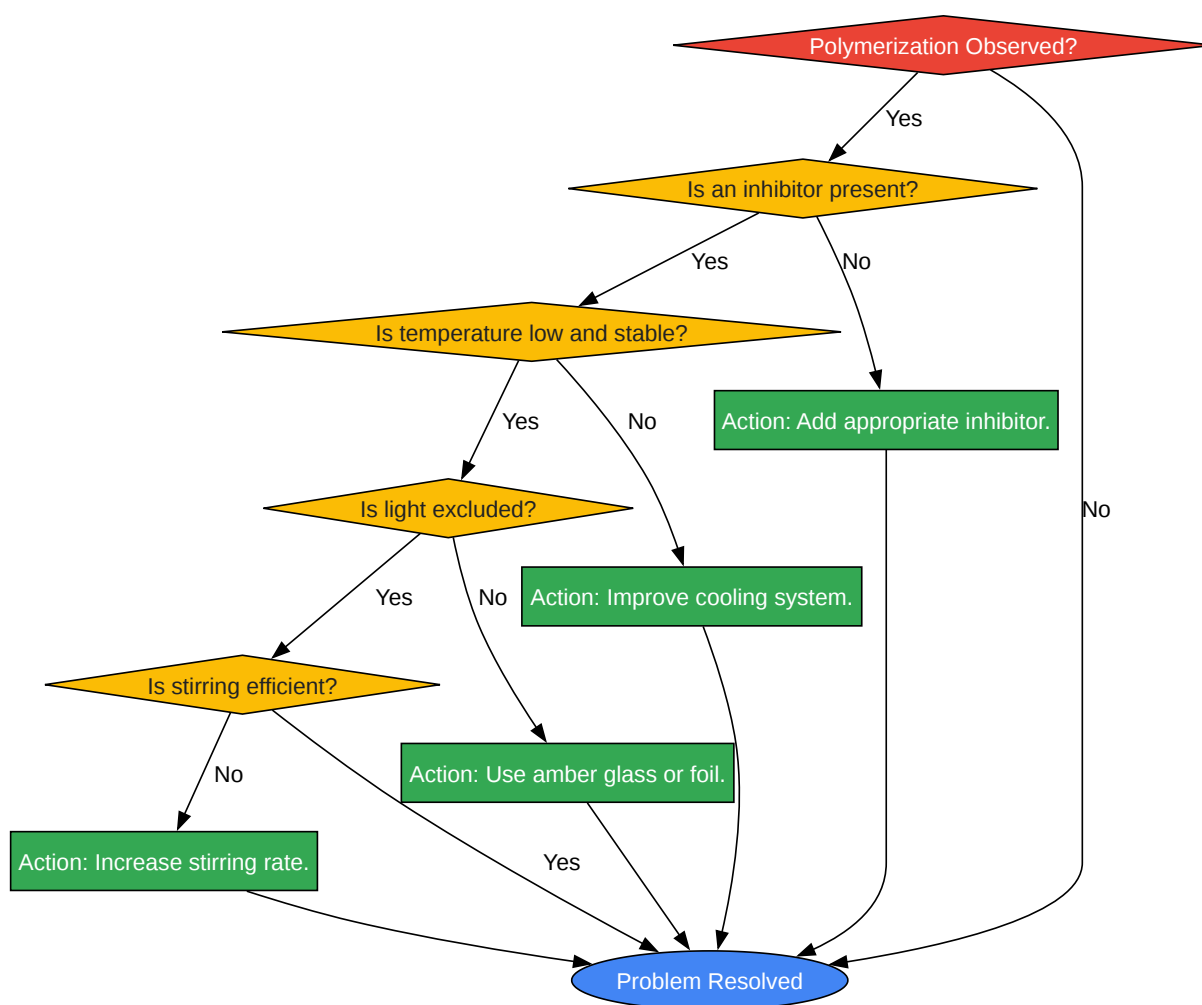 Polymerization Observed?
Yes
Is an inhibitor present?
Yes
No
Is temperature low and stable?
Action: Add appropriate inhibitor.
Yes
No
Is light excluded?
No
Action: Improve cooling system.
Yes
No
Is stirring efficient?
Action: Use amber glass or foil.
No
Action: Increase stirring rate.
Yes
Problem Resolved